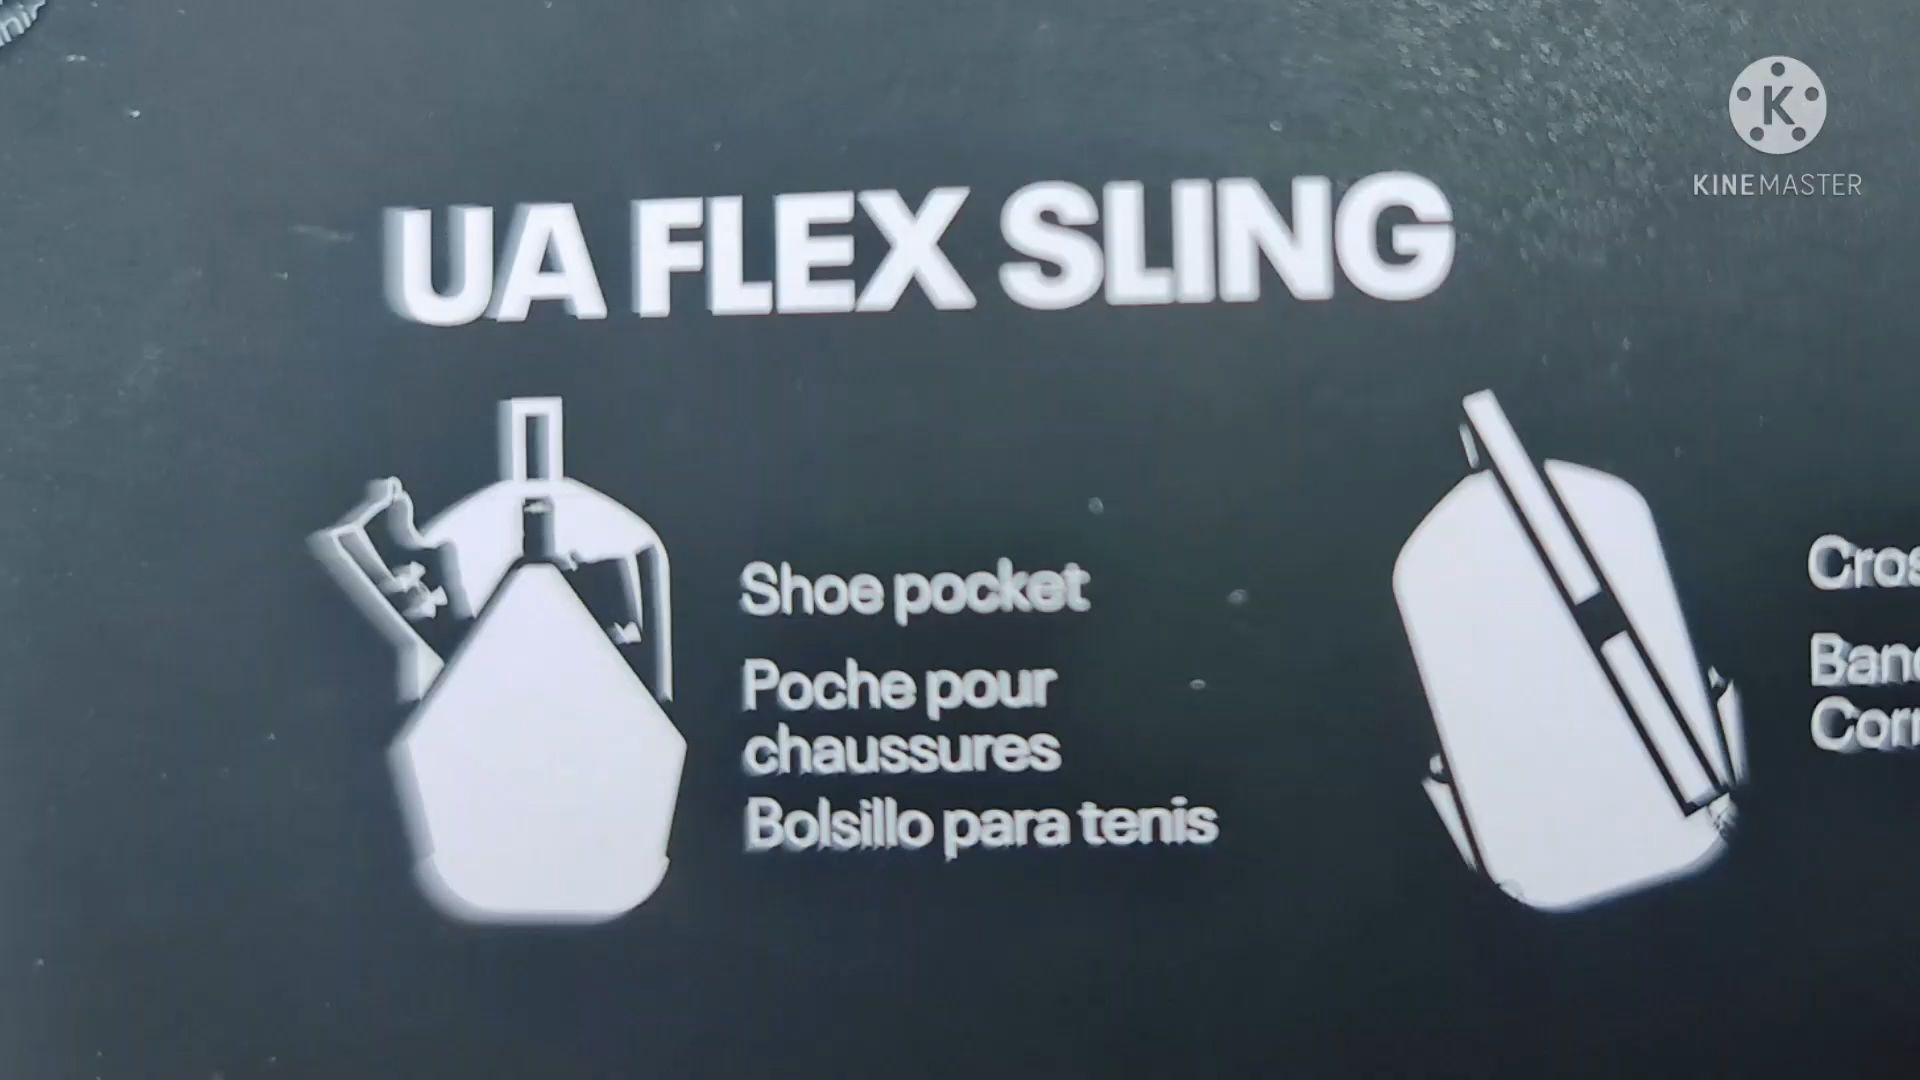 KINEMASTER
UA FLEX SLING
Shoe pocket
Poche pour
chaussures
Bolsillo para tenis